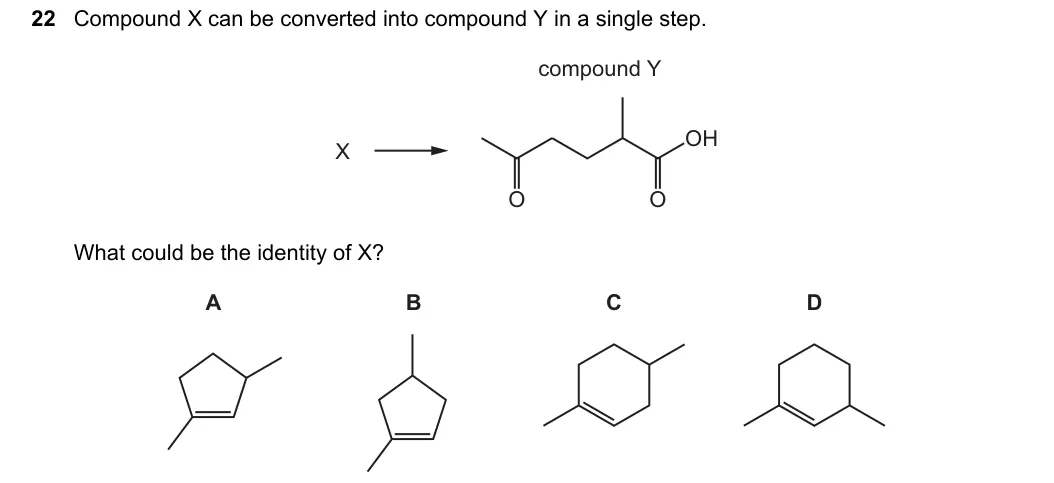 22 Compound X can be converted into compound Y in a single step.
compound Y
X
OH
O O
What could be the identity of X?
A B C D